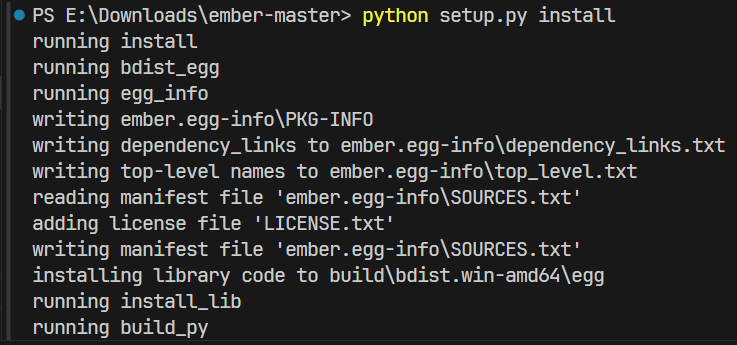 PS E:\Downloads\ember-master> python setup.py install
running install
running bdist_egg
running egg_info
writing ember.egg-info\PKG-INFO
writing dependency_links to ember.egg-info\dependency_links.txt
writing top-level names to ember.egg-info\top_level.txt
reading manifest file 'ember.egg-info\SOURCES.txt'
adding license file 'LICENSE.txt'
writing manifest file 'ember.egg-info\SOURCES.txt'
installing library code to build\bdist.win-amd64\egg
running install_lib
running build_py